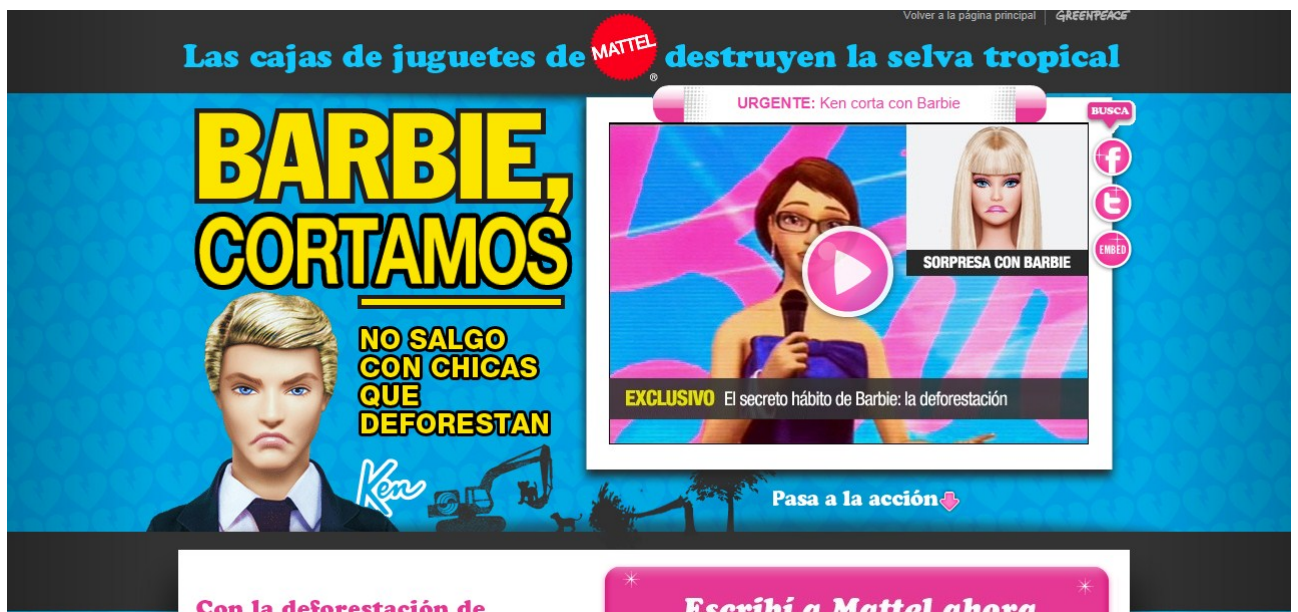 Volver a la página principal | GREENPEACE
Las cajas de juguetes de MATTEL® destruyen la selva tropical
BARBIE,
CORTAMOS
NO SALGO
CON CHICAS
QUE
DEFORESTAN
Ken
URGENTE: Ken corta con Barbie
SORPRESA CON BARBIE
EXCLUSIVO El secreto hábito de Barbie: la deforestación
BUSCA
f
t
EMBED
Pasa a la acción
Con la deforestación de
Escribí a Mattel ahora